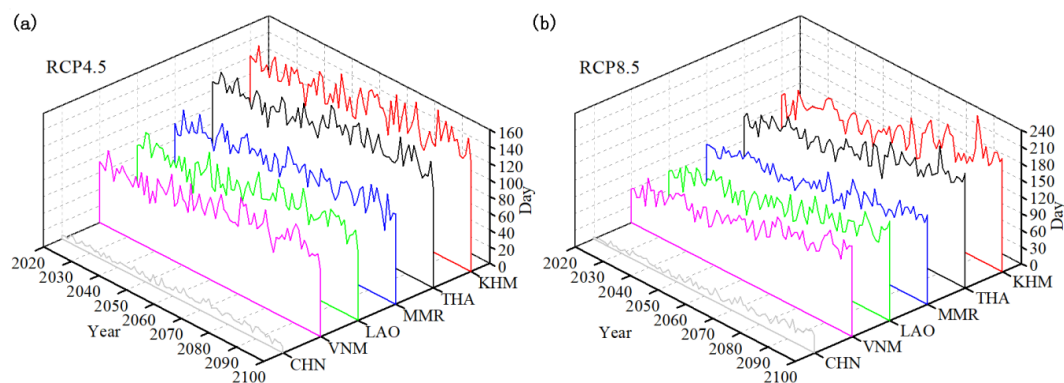 (a)
RCP4.5
160
140
120
100
80
60
40
20
0
Day
2020
2030
2040
2050
2060
2070
2080
2090
2100
Year
CHN
VNM
LAO
MMR
THA
KHM
(b)
RCP8.5
240
210
180
150
120
90
60
30
0
Day
2020
2030
2040
2050
2060
2070
2080
2090
2100
Year
CHN
VNM
LAO
MMR
THA
KHM